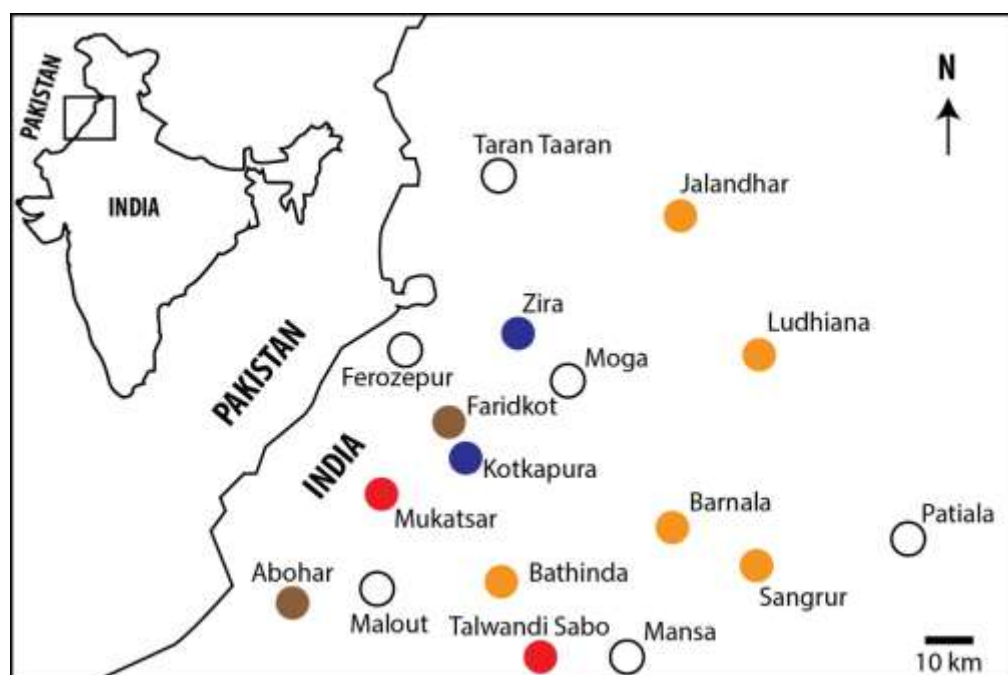 PAKISTAN
INDIA
N
Taran Taaran
Jalandhar
Zira
Ludhiana
Moga
Ferozepur
PAKISTAN
Faridkot
INDIA
Kotkapura
Mukatsar
Barnala
Patiala
Abohar
Bathinda
Sangrur
Malout
Talwandi Sabo
Mansa
10 km